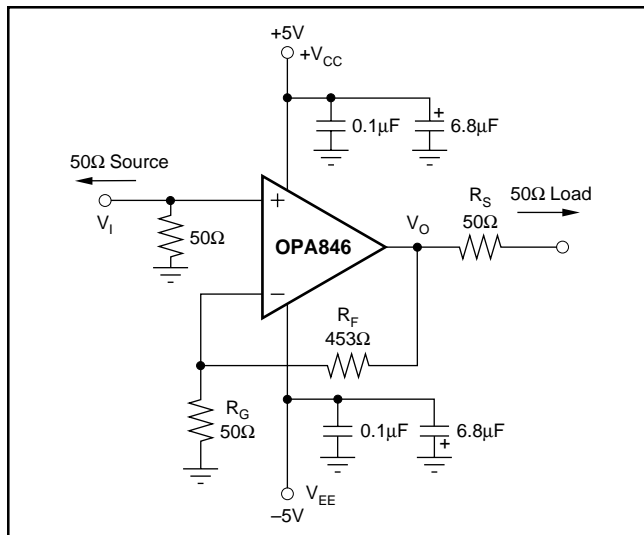 +5V
+V_CC
0.1μF
+
6.8μF
50Ω Source
V_I
50Ω
+
−
OPA846
V_O
R_S
50Ω
50Ω Load
R_F
453Ω
R_G
50Ω
0.1μF
6.8μF
+
V_EE
–5V